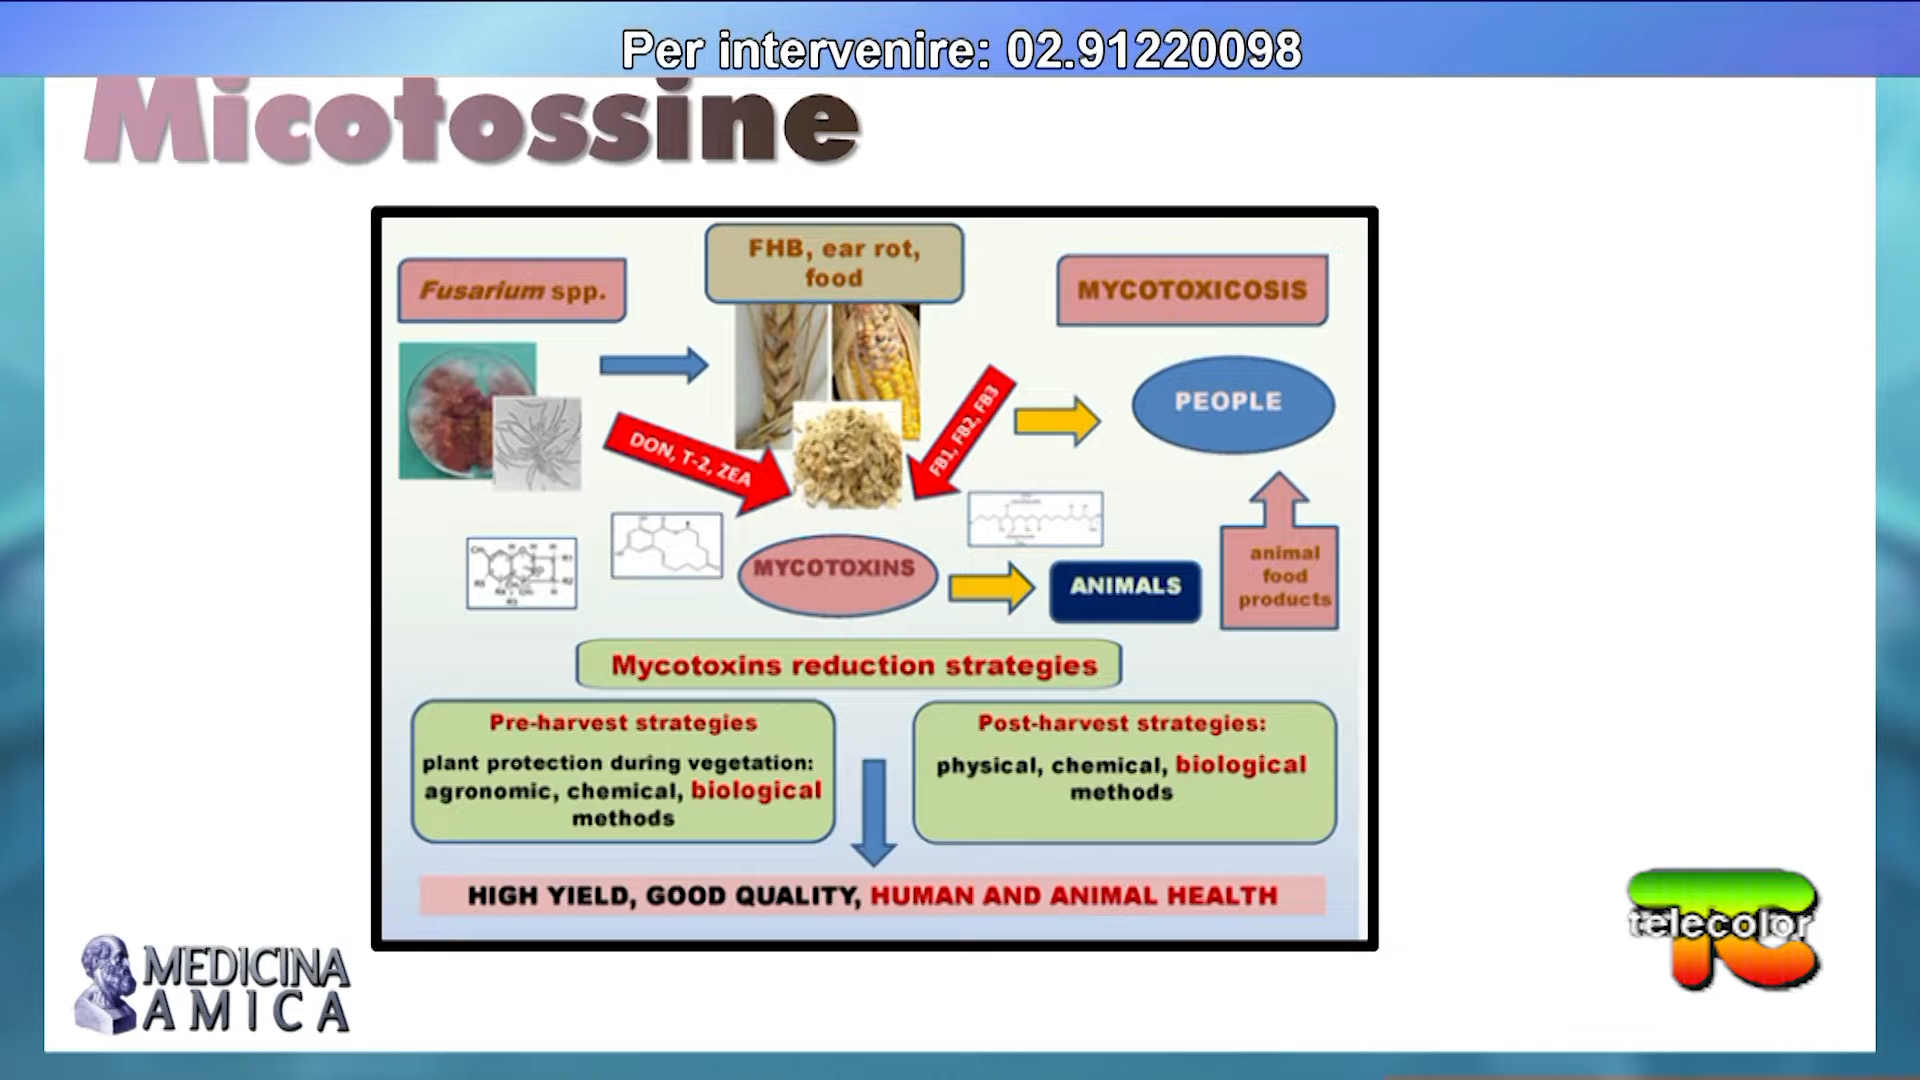 Per intervenire: 02.91220098
Micotossine
FHB, ear rot,
food
Fusarium spp.
MYCOTOXICOSIS
PEOPLE
DON, T-2, ZEA
FB1, FB2, FB3
MYCOTOXINS
ANIMALS
animal
food
products
Mycotoxins reduction strategies
Pre-harvest strategies
plant protection during vegetation:
agronomic, chemical, biological
methods
Post-harvest strategies:
physical, chemical, biological
methods
HIGH YIELD, GOOD QUALITY, HUMAN AND ANIMAL HEALTH
MEDICINA
AMICA
telecolor